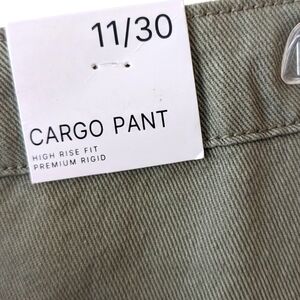 11/30
CARGO PANT
HIGH RISE FIT
PREMIUM RIGID